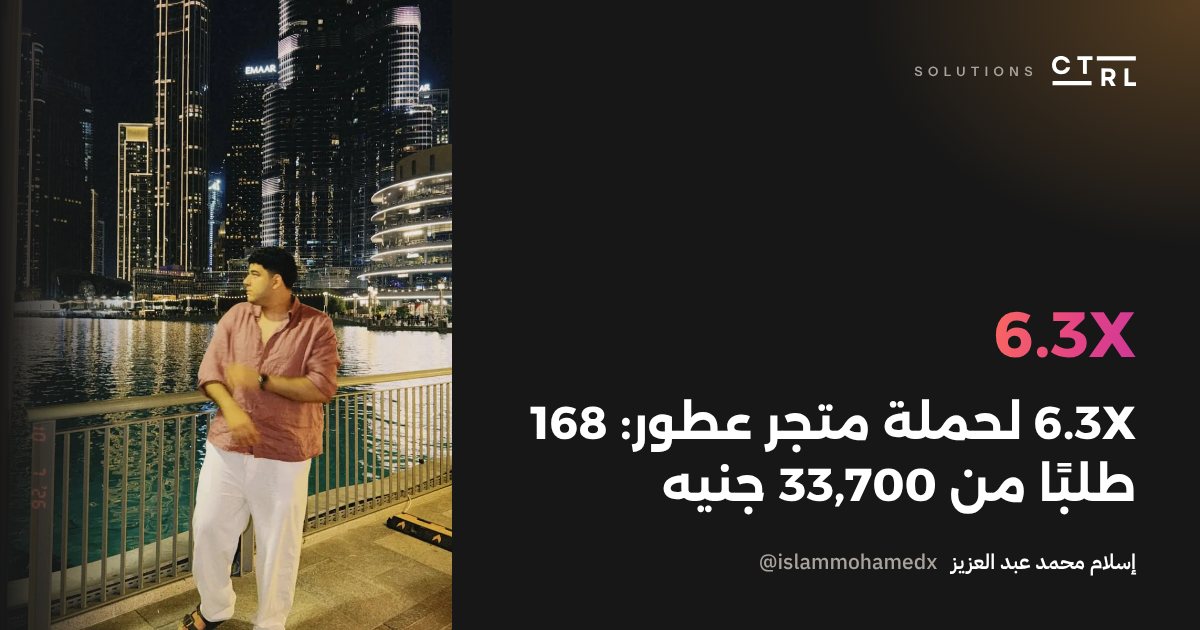 SOLUTIONS CTRL
EMAAR
AR
6.3X
6.3X لحملة متجر عطور: 168
طلبًا من 33,700 جنيه
إسلام محمد عبد العزيز @islammohamedx